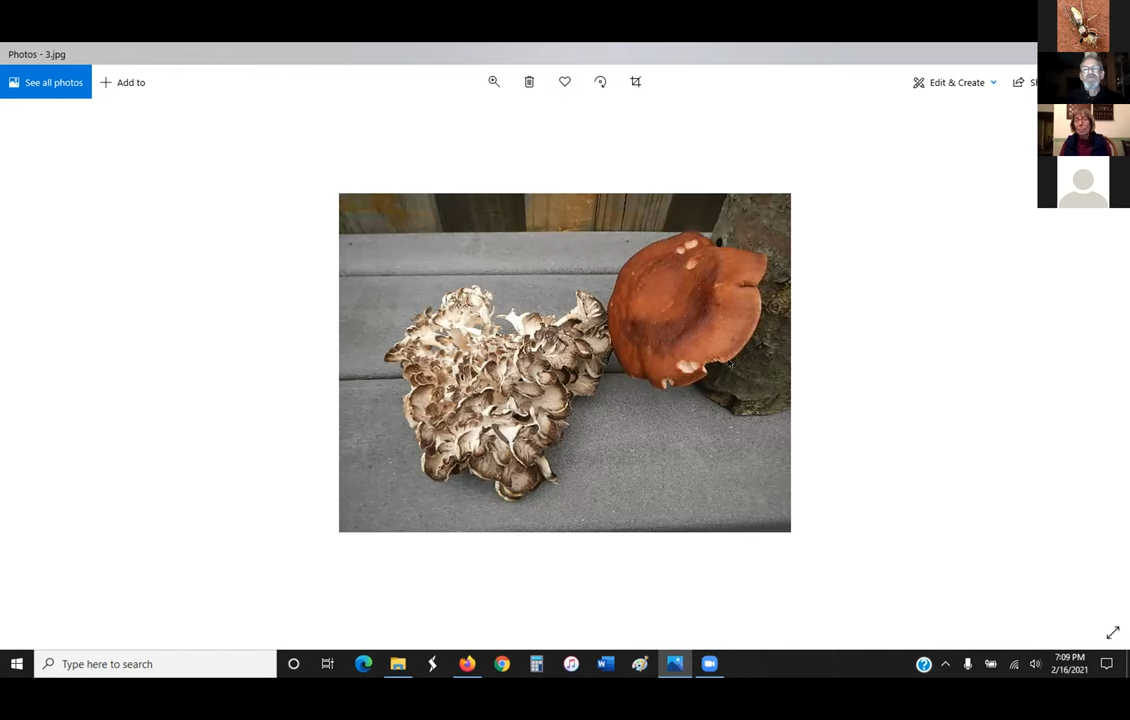 Photos - 3.jpg
See all photos
Add to
Edit & Create
Type here to search
7:09 PM
2/16/2021